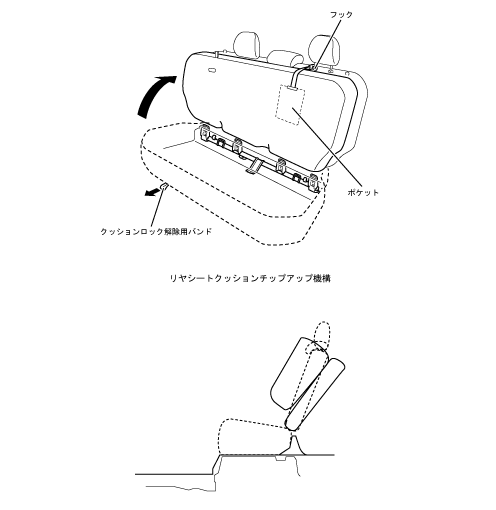 フック
ポケット
クッションロック解除用バンド
リヤシートクッションチップアップ機構